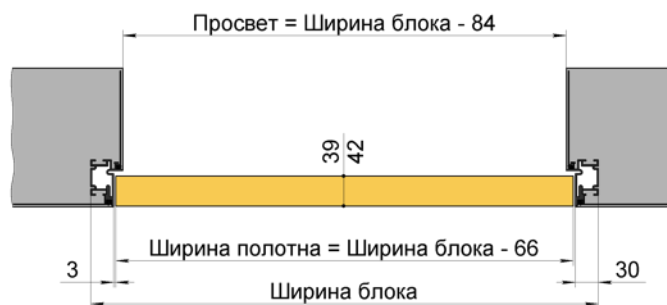 Просвет = Ширина блока - 84
39
42
Ширина полотна = Ширина блока - 66
3
30
Ширина блока